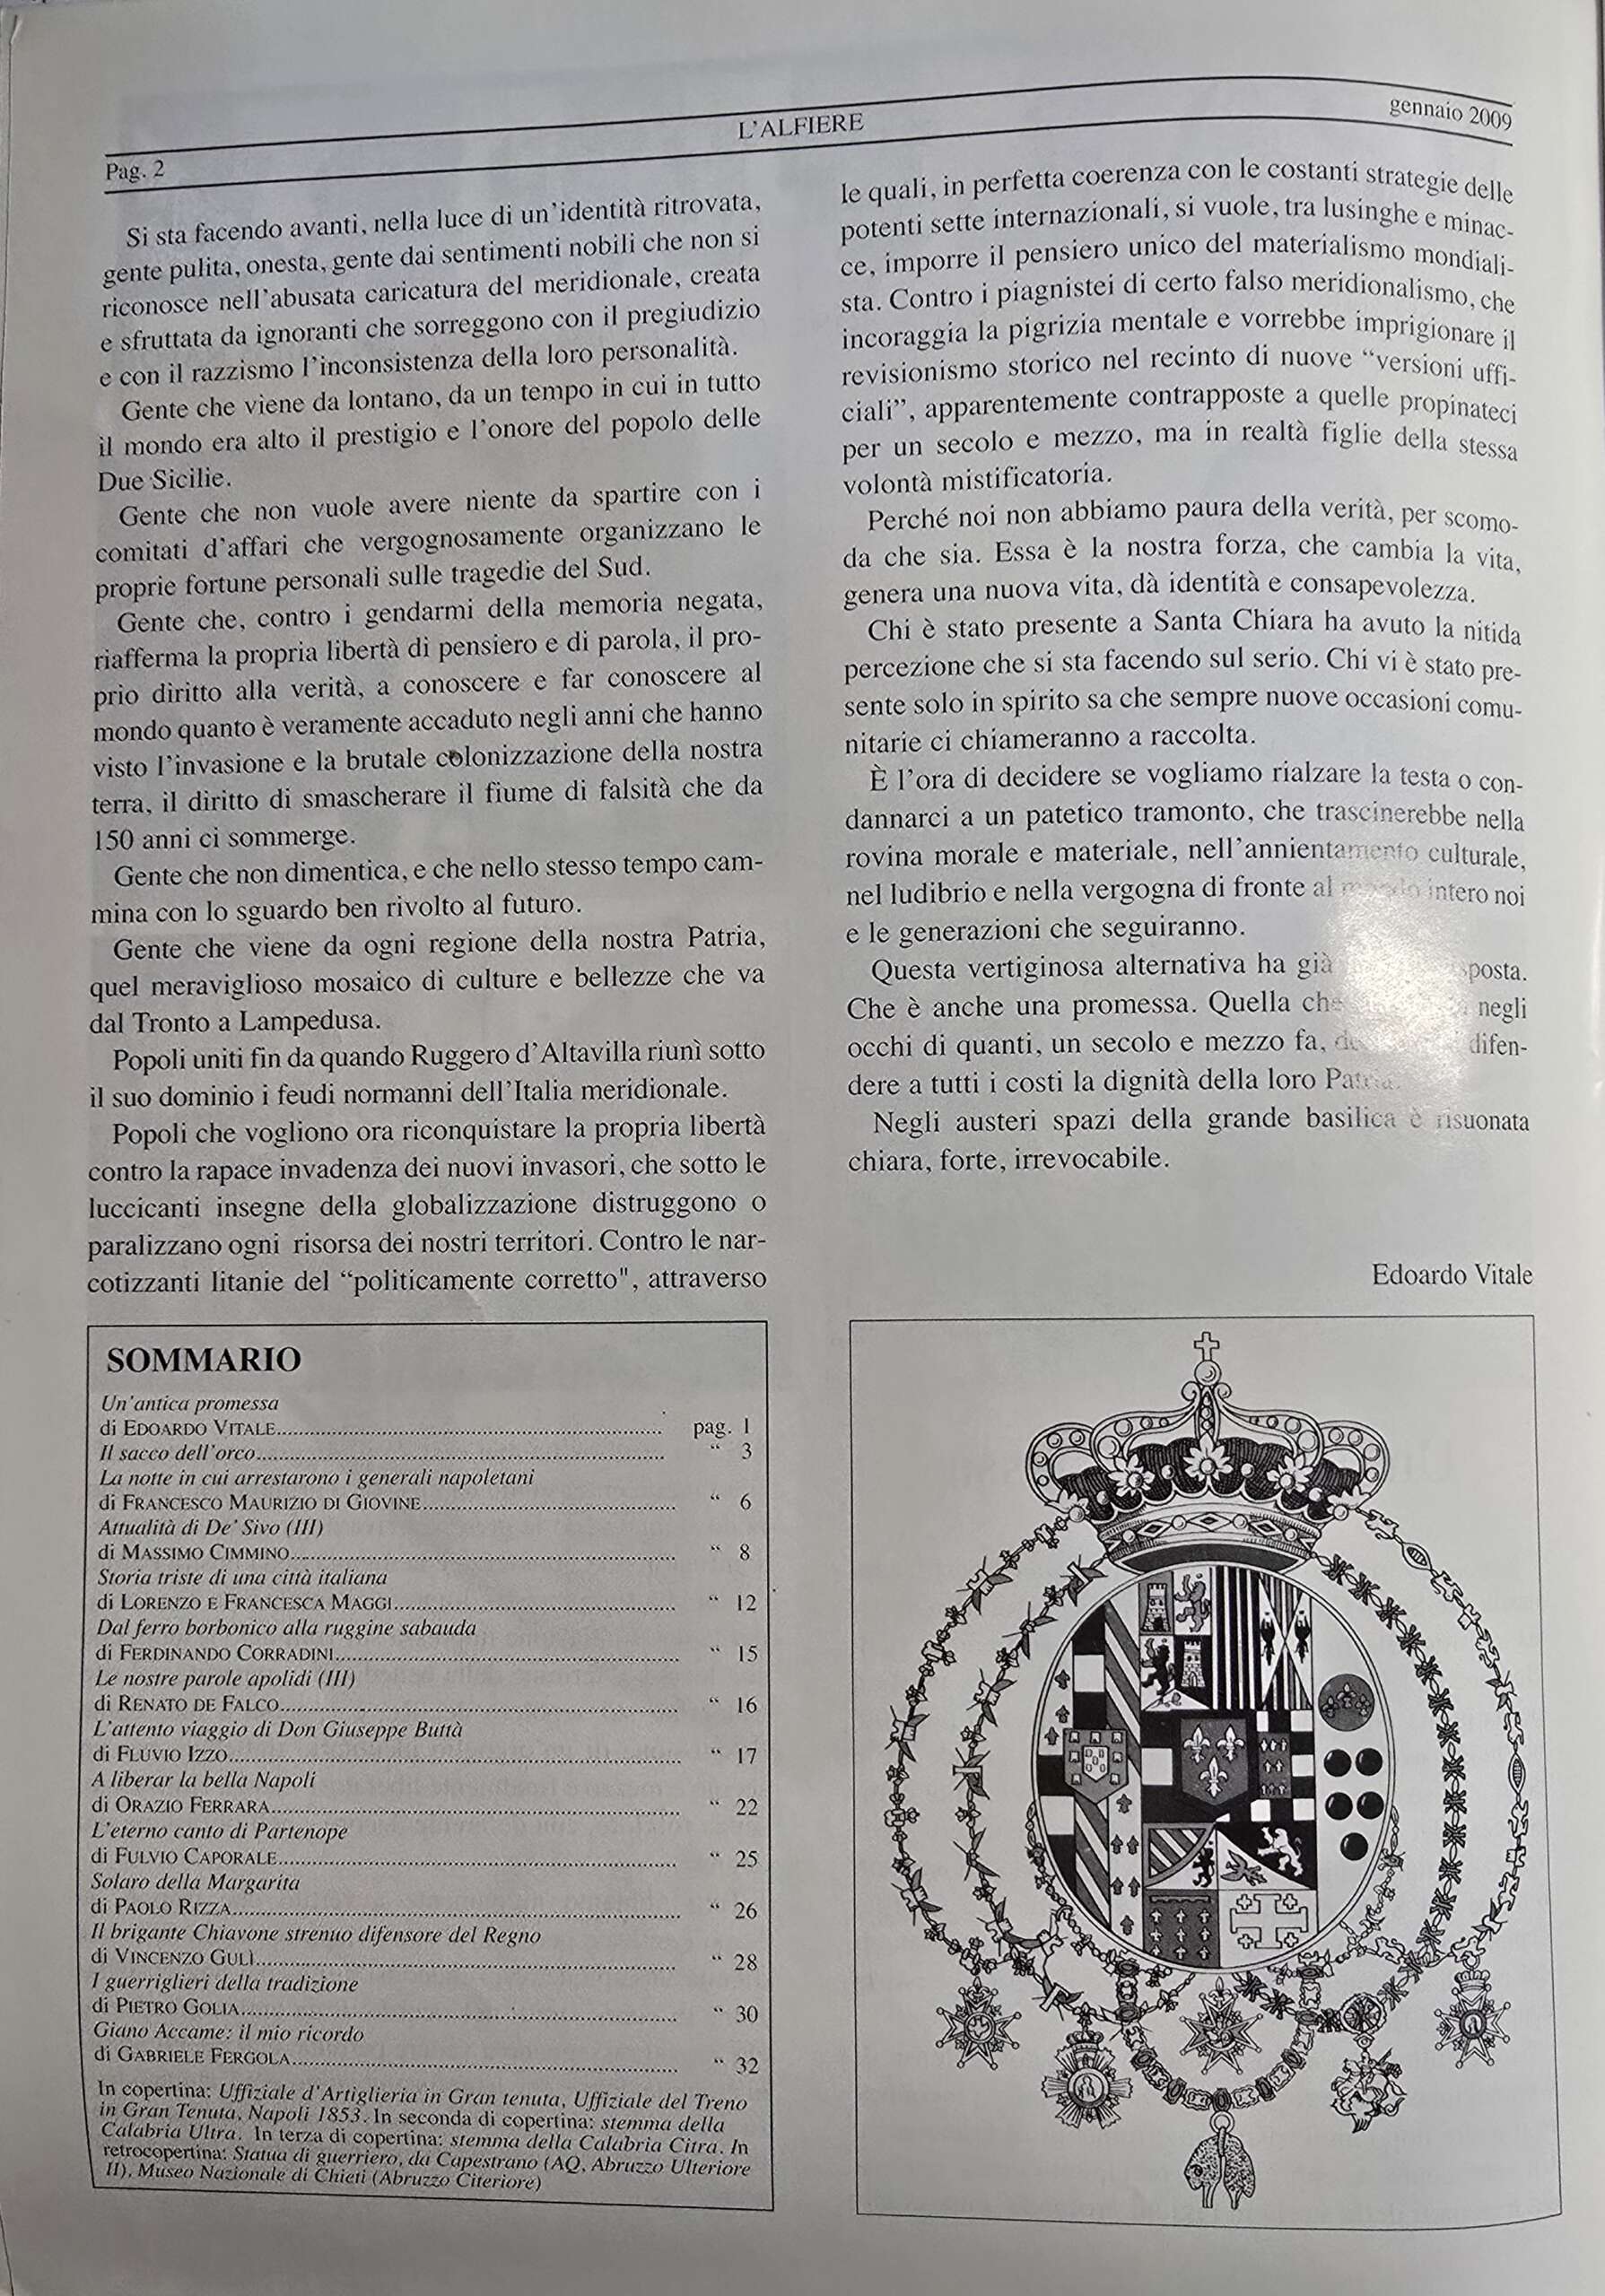 Pag. 2
L'ALFIERE
gennaio 2009
Si sta facendo avanti, nella luce di un'identità ritrovata,
gente pulita, onesta, gente dai sentimenti nobili che non si
riconosce nell'abusata caricatura del meridionale, creata
e sfruttata da ignoranti che sorreggono con il pregiudizio
e con il razzismo l'inconsistenza della loro personalità.
Gente che viene da lontano, da un tempo in cui in tutto
il mondo era alto il prestigio e l'onore del popolo delle
Due Sicilie.
Gente che non vuole avere niente da spartire con i
comitati d'affari che vergognosamente organizzano le
proprie fortune personali sulle tragedie del Sud.
Gente che, contro i gendarmi della memoria negata,
riafferma la propria libertà di pensiero e di parola, il pro-
prio diritto alla verità, a conoscere e far conoscere al
mondo quanto è veramente accaduto negli anni che hanno
visto l'invasione e la brutale colonizzazione della nostra
terra, il diritto di smascherare il fiume di falsità che da
150 anni ci sommerge.
Gente che non dimentica, e che nello stesso tempo cam-
mina con lo sguardo ben rivolto al futuro.
Gente che viene da ogni regione della nostra Patria,
quel meraviglioso mosaico di culture e bellezze che va
dal Tronto a Lampedusa.
Popoli uniti fin da quando Ruggero d'Altavilla riunì sotto
il suo dominio i feudi normanni dell'Italia meridionale.
Popoli che vogliono ora riconquistare la propria libertà
contro la rapace invadenza dei nuovi invasori, che sotto le
luccicanti insegne della globalizzazione distruggono o
paralizzano ogni risorsa dei nostri territori. Contro le nar-
cotizzanti litanie del “politicamente corretto", attraverso
le quali, in perfetta coerenza con le costanti strategie delle
potenti sette internazionali, si vuole, tra lusinghe e minac-
ce, imporre il pensiero unico del materialismo mondiali-
sta. Contro i piagnistei di certo falso meridionalismo, che
incoraggia la pigrizia mentale e vorrebbe imprigionare il
revisionismo storico nel recinto di nuove “versioni uffi-
ciali”, apparentemente contrapposte a quelle propinateci
per un secolo e mezzo, ma in realtà figlie della stessa
volontà mistificatoria.
Perché noi non abbiamo paura della verità, per scomo-
da che sia. Essa è la nostra forza, che cambia la vita,
genera una nuova vita, dà identità e consapevolezza.
Chi è stato presente a Santa Chiara ha avuto la nitida
percezione che si sta facendo sul serio. Chi vi è stato pre-
sente solo in spirito sa che sempre nuove occasioni comu-
nitarie ci chiameranno a raccolta.
È l'ora di decidere se vogliamo rialzare la testa o con-
dannarci a un patetico tramonto, che trascinerebbe nella
rovina morale e materiale, nell'annientamento culturale,
nel ludibrio e nella vergogna di fronte al mondo intero noi
e le generazioni che seguiranno.
Questa vertiginosa alternativa ha già
Che è anche una promessa. Quella negli
occhi di quanti, un secolo e mezzo fa, difen-
dere a tutti i costi la dignità della loro Patria.
Negli austeri spazi della grande basilica è risuonata
chiara, forte, irrevocabile.
Edoardo Vitale
SOMMARIO
Un'antica promessa
di EDOARDO VITALE.......... pag. 1
Il sacco dell'orco.......... “ 3
La notte in cui arrestarono i generali napoletani
di FRANCESCO MAURIZIO DI GIOVINE.......... “ 6
Attualità di De' Sivo (III)
di MASSIMO CIMMINO.......... “ 8
Storia triste di una città italiana
di LORENZO E FRANCESCA MAGGI.......... “ 12
Dal ferro borbonico alla ruggine sabauda
di FERDINANDO CORRADINI.......... “ 15
Le nostre parole apolidi (III)
di RENATO DE FALCO.......... “ 16
L'attento viaggio di Don Giuseppe Buttà
di FLUVIO IZZO.......... “ 17
A liberar la bella Napoli
di ORAZIO FERRARA.......... “ 22
L'eterno canto di Partenope
di FULVIO CAPORALE.......... “ 25
Solaro della Margarita
di PAOLO RIZZA.......... “ 26
Il brigante Chiavone strenuo difensore del Regno
di VINCENZO GULÌ.......... “ 28
I guerriglieri della tradizione
di PIETRO GOLIA.......... “ 30
Giano Accame: il mio ricordo
di GABRIELE FERGOLA.......... “ 32
In copertina: Uffiziale d'Artiglieria in Gran tenuta, Uffiziale del Treno
in Gran Tenuta, Napoli 1853. In seconda di copertina: stemma della
Calabria Ultra. In terza di copertina: stemma della Calabria Citra. In
retrocopertina: Statua di guerriero, da Capestrano (AQ, Abruzzo Ulteriore
II), Museo Nazionale di Chieti (Abruzzo Citeriore)